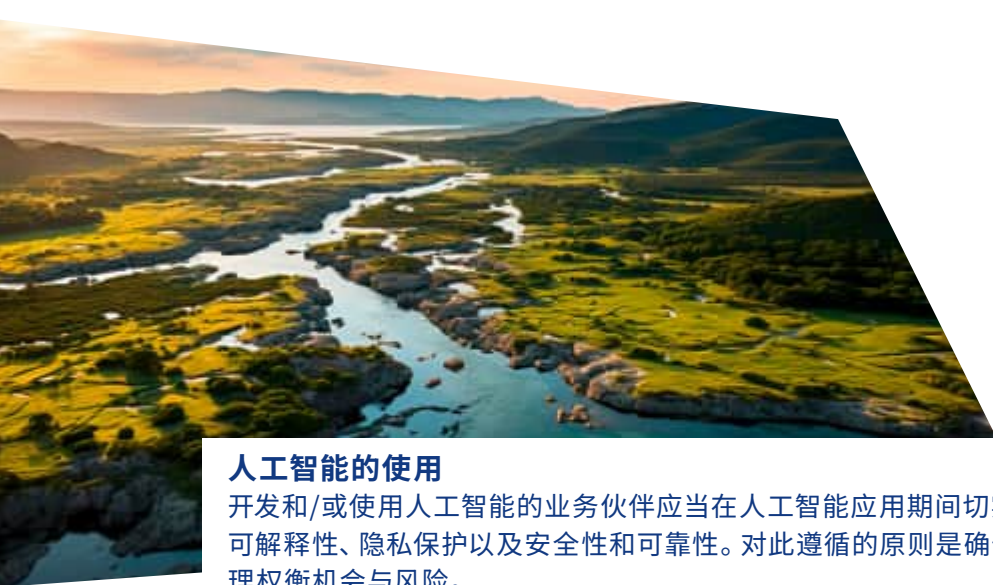 人工智能的使用
开发和/或使用人工智能的业务伙伴应当在人工智能应用期间切
可解释性、隐私保护以及安全性和可靠性。对此遵循的原则是确
理权衡机会与风险。